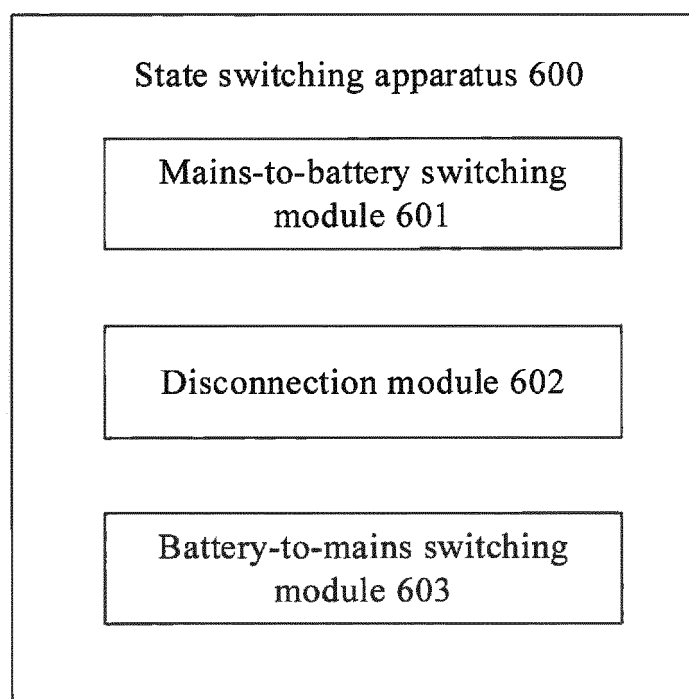 State switching apparatus 600
Mains-to-battery switching
module 601
Disconnection module 602
Battery-to-mains switching
module 603